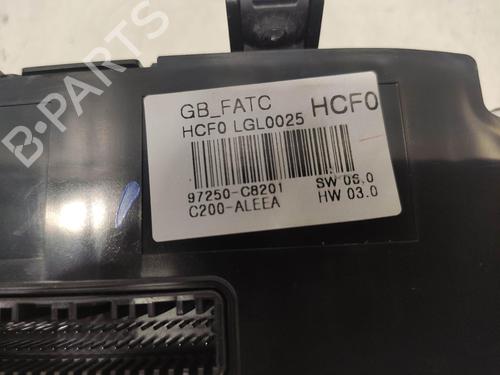 B-PARTS
GB_FATC HCF0
HCF0 LGL0025
97250-C8201 SW 06.0
C200-ALEEA HW 03.0